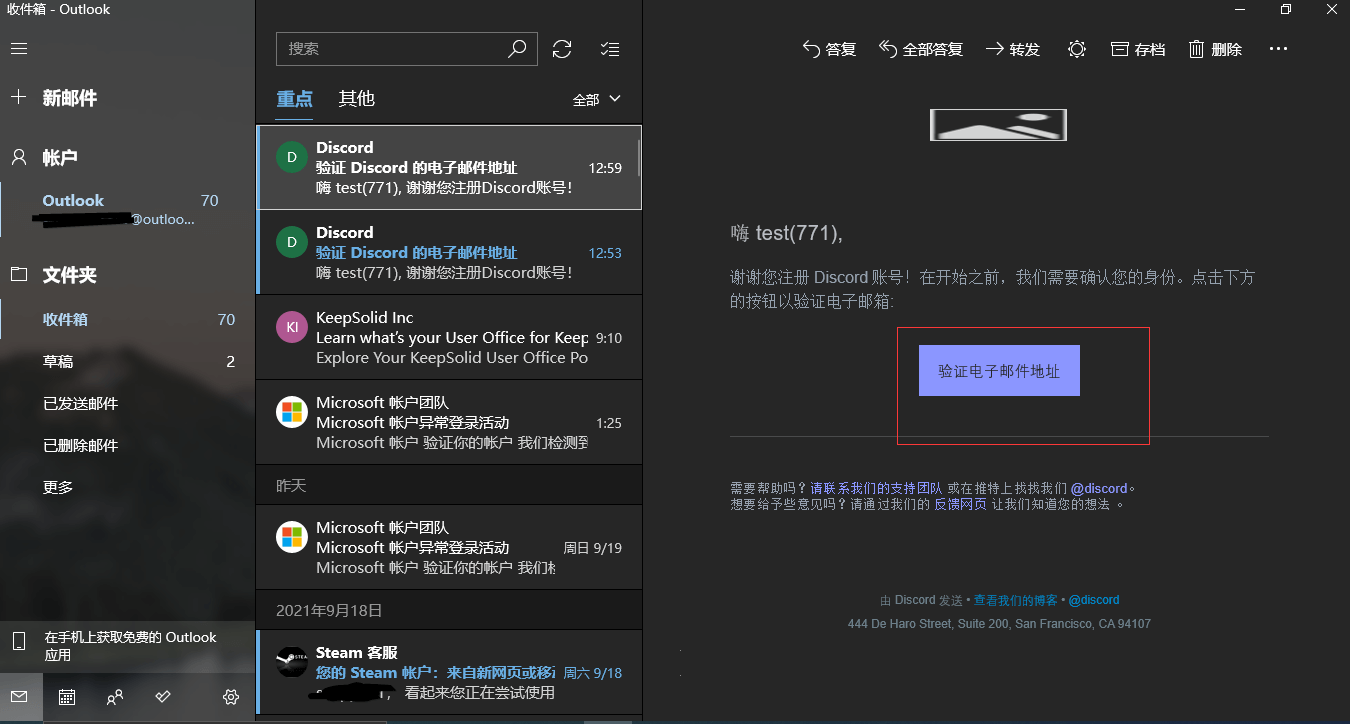 收件箱 - Outlook
新邮件
帐户
Outlook 70
@outloo...
文件夹
收件箱 70
草稿 2
已发送邮件
已删除邮件
更多
在手机上获取免费的 Outlook
应用
搜索
重点 其他 全部
D
Discord
验证 Discord 的电子邮件地址 12:59
嗨 test(771), 谢谢您注册Discord账号！
D
Discord
验证 Discord 的电子邮件地址 12:53
嗨 test(771), 谢谢您注册Discord账号！
KI
KeepSolid Inc
Learn what's your User Office for Keep 9:10
Explore Your KeepSolid User Office Po
Microsoft 帐户团队
Microsoft 帐户异常登录活动 1:25
Microsoft 帐户 验证你的帐户 我们检测到
昨天
Microsoft 帐户团队
Microsoft 帐户异常登录活动 周日 9/19
Microsoft 帐户 验证你的帐户 我们检
2021年9月18日
Steam 客服
您的 Steam 帐户：来自新网页或移 周六 9/18
看起来您正在尝试使用
答复 全部答复 转发 存档 删除
嗨 test(771),
谢谢您注册 Discord 账号！在开始之前，我们需要确认您的身份。点击下方
的按钮以验证电子邮箱:
验证电子邮件地址
需要帮助吗？请联系我们的支持团队 或在推特上找找我们 @discord。
想要给予些意见吗？请通过我们的 反馈网页 让我们知道您的想法 。
由 Discord 发送 • 查看我们的博客 • @discord
444 De Haro Street, Suite 200, San Francisco, CA 94107